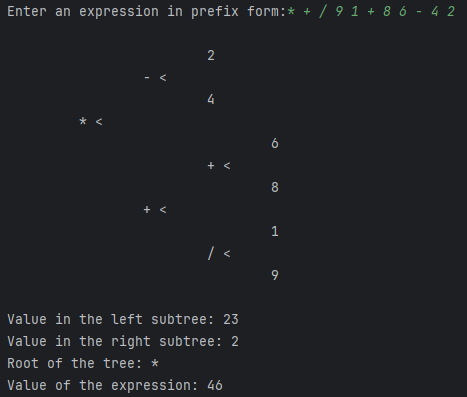 Enter an expression in prefix form:* + / 9 1 + 8 6 - 4 2
2
- <
4
* <
6
+ <
8
+ <
1
/ <
9
Value in the left subtree: 23
Value in the right subtree: 2
Root of the tree: *
Value of the expression: 46